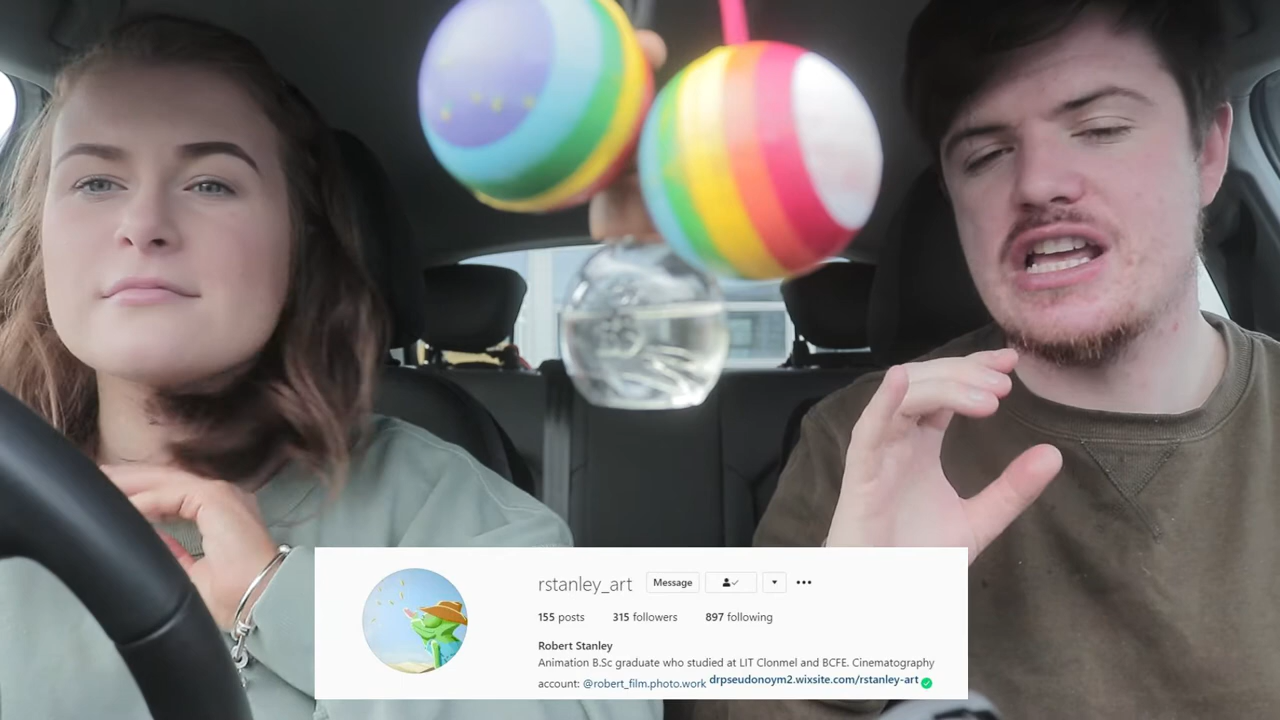 rstanley_art Message
155 posts 315 followers 897 following
Robert Stanley
Animation B.Sc graduate who studied at LIT Clonmel and BCFE. Cinematography
account: @robert_film.photo.work drpseudonoym2.wixsite.com/rstanley-art